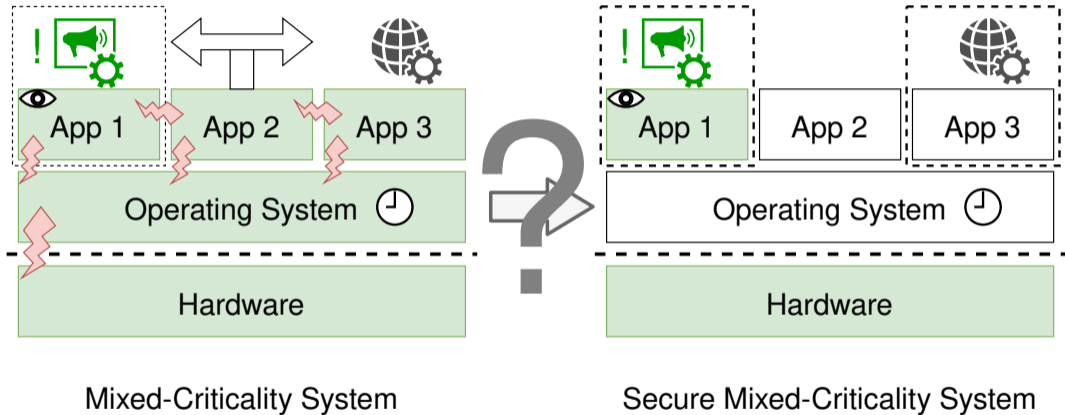 !
App 1
App 2
App 3
Operating System
Hardware
Mixed-Criticality System
?
!
App 1
App 2
App 3
Operating System
Hardware
Secure Mixed-Criticality System